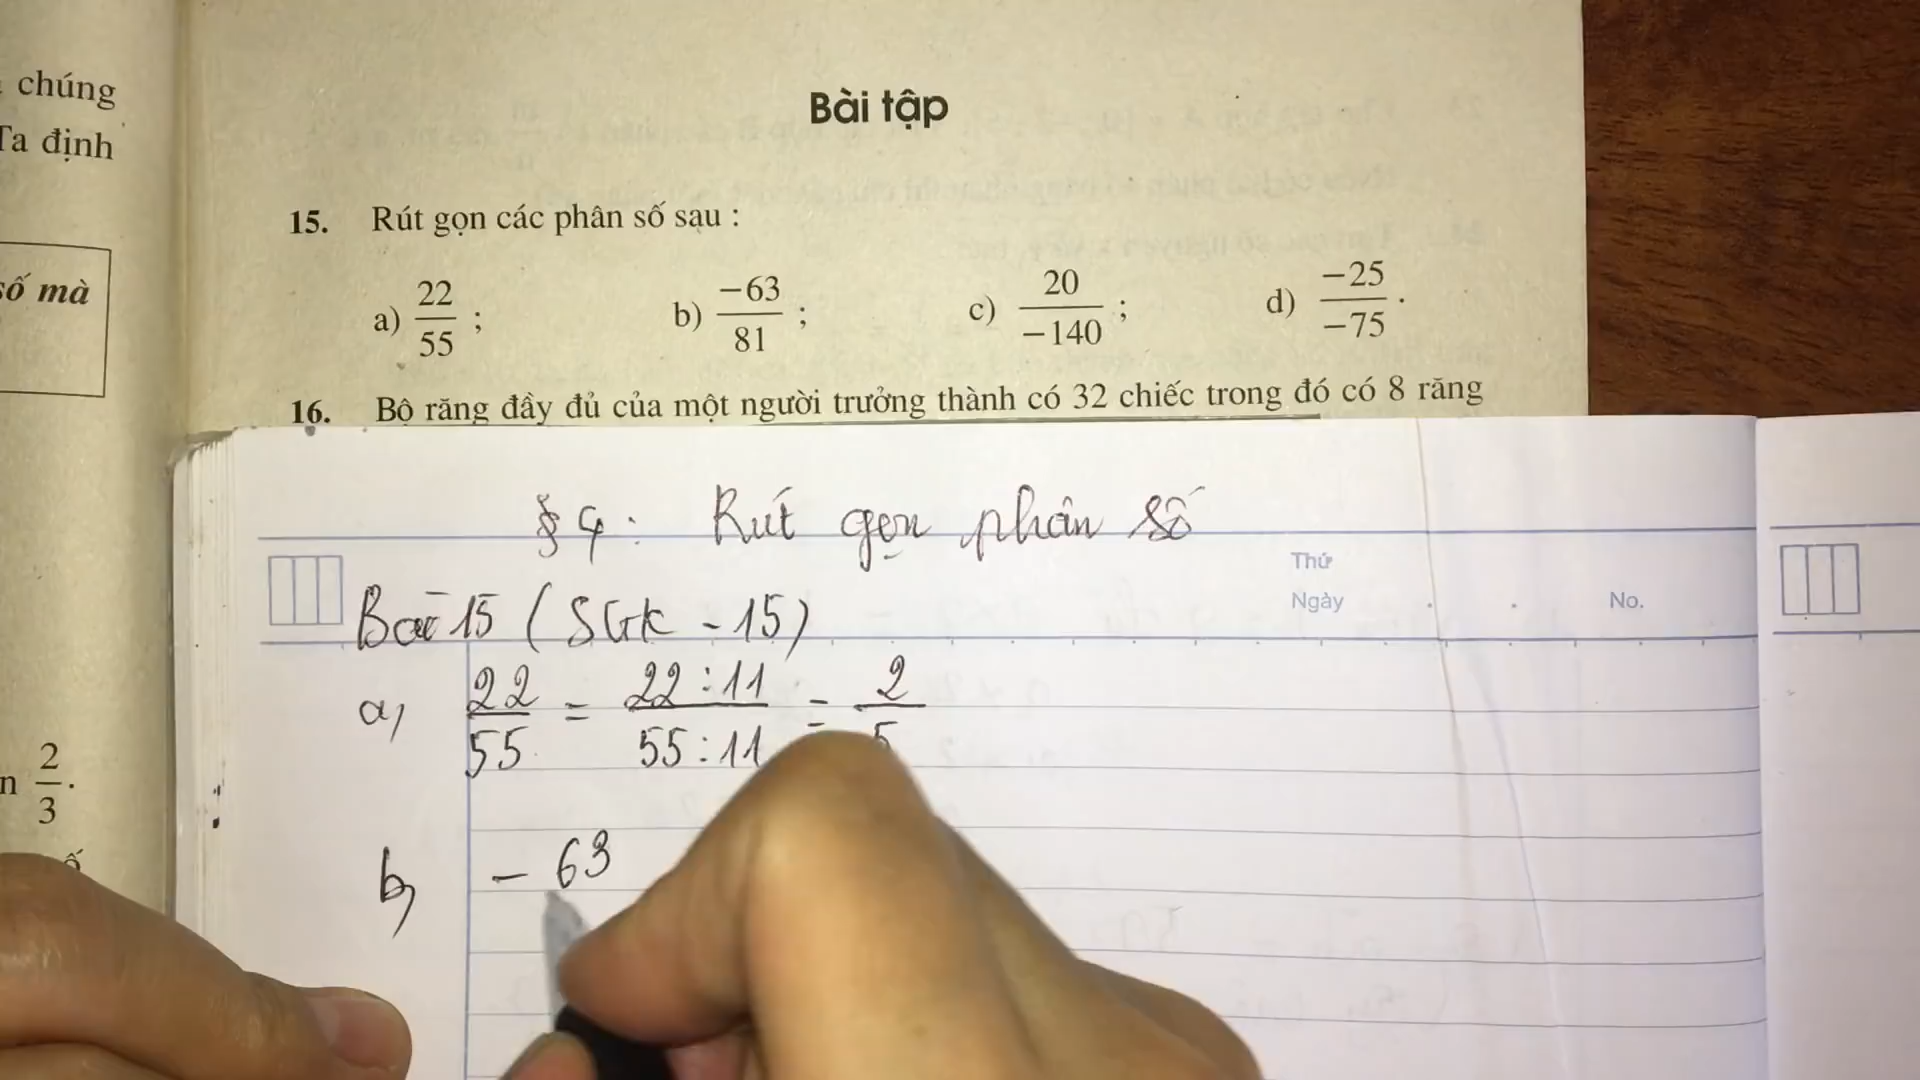 chúng
Ta định
số mà
n 2/3.
Bài tập
15. Rút gọn các phân số sau :
a) 22/55 ; b) −63/81 ; c) 20/−140 ; d) −25/−75 .
16. Bộ răng đầy đủ của một người trưởng thành có 32 chiếc trong đó có 8 răng
§ 4 : Rút gọn phân số
Thứ
Ngày . . No.
Bài 15 ( SGK - 15)
a, 22/55 = 22:11/55:11 = 2/5
b, - 63